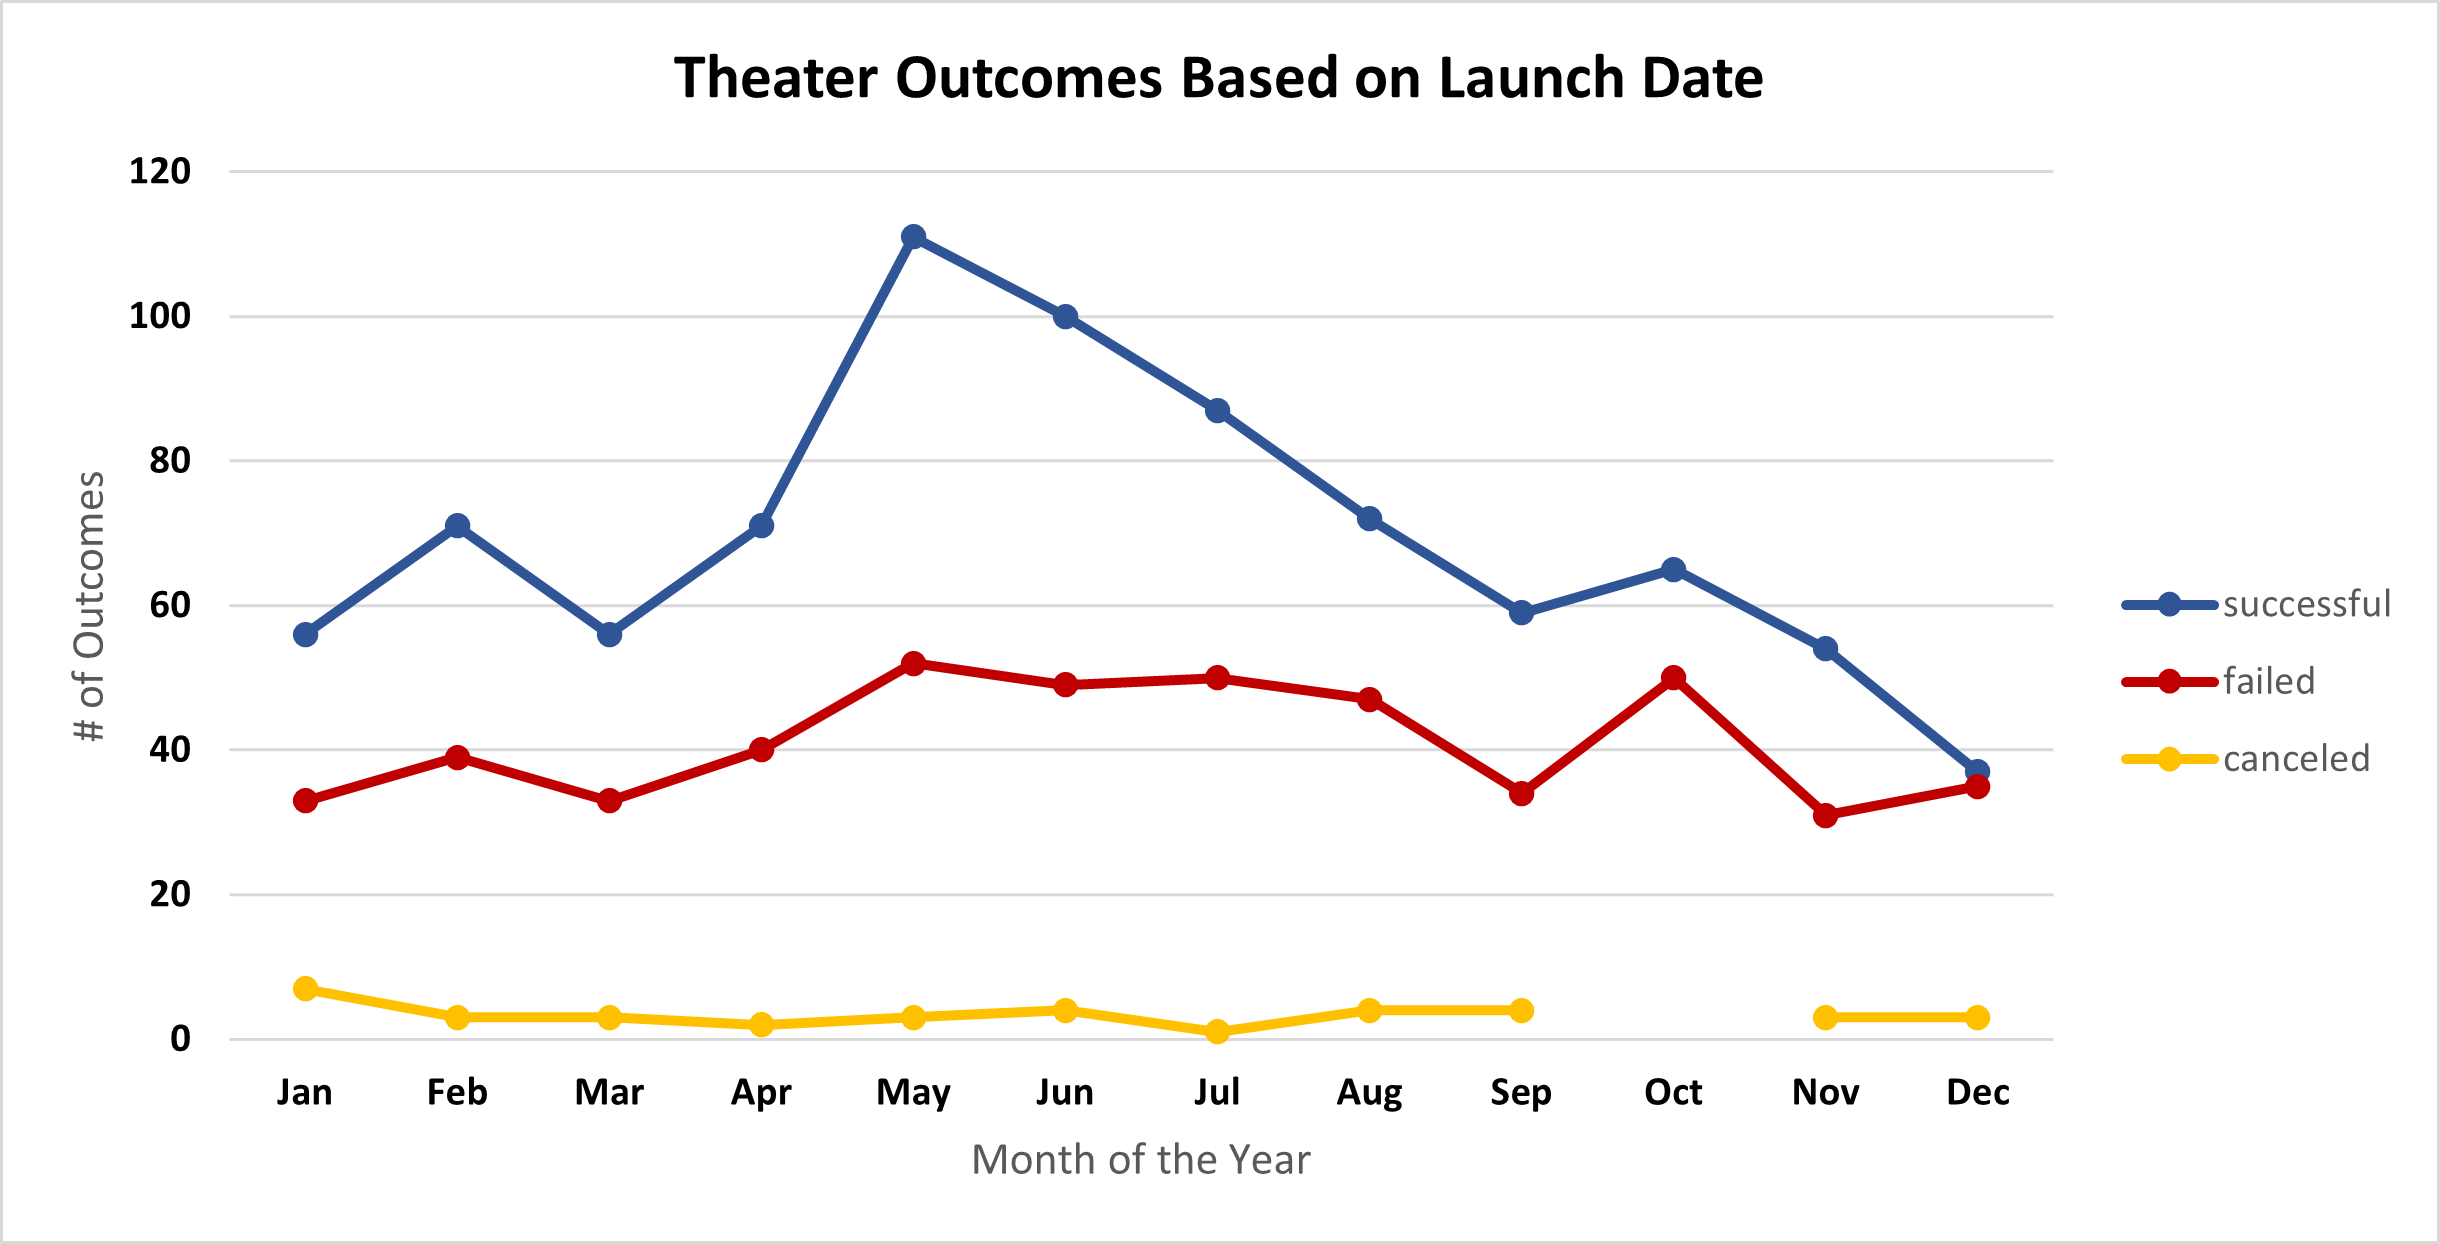 Theater Outcomes Based on Launch Date
120
100
80
60
40
20
0
# of Outcomes
Jan Feb Mar Apr May Jun Jul Aug Sep Oct Nov Dec
Month of the Year
successful
failed
canceled